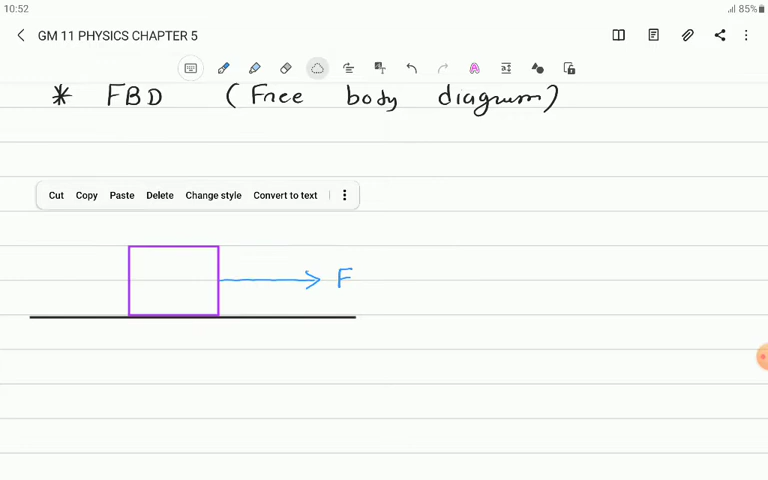 10:52
85%
GM 11 PHYSICS CHAPTER 5
* FBD (Free body diagram)
Cut Copy Paste Delete Change style Convert to text
F